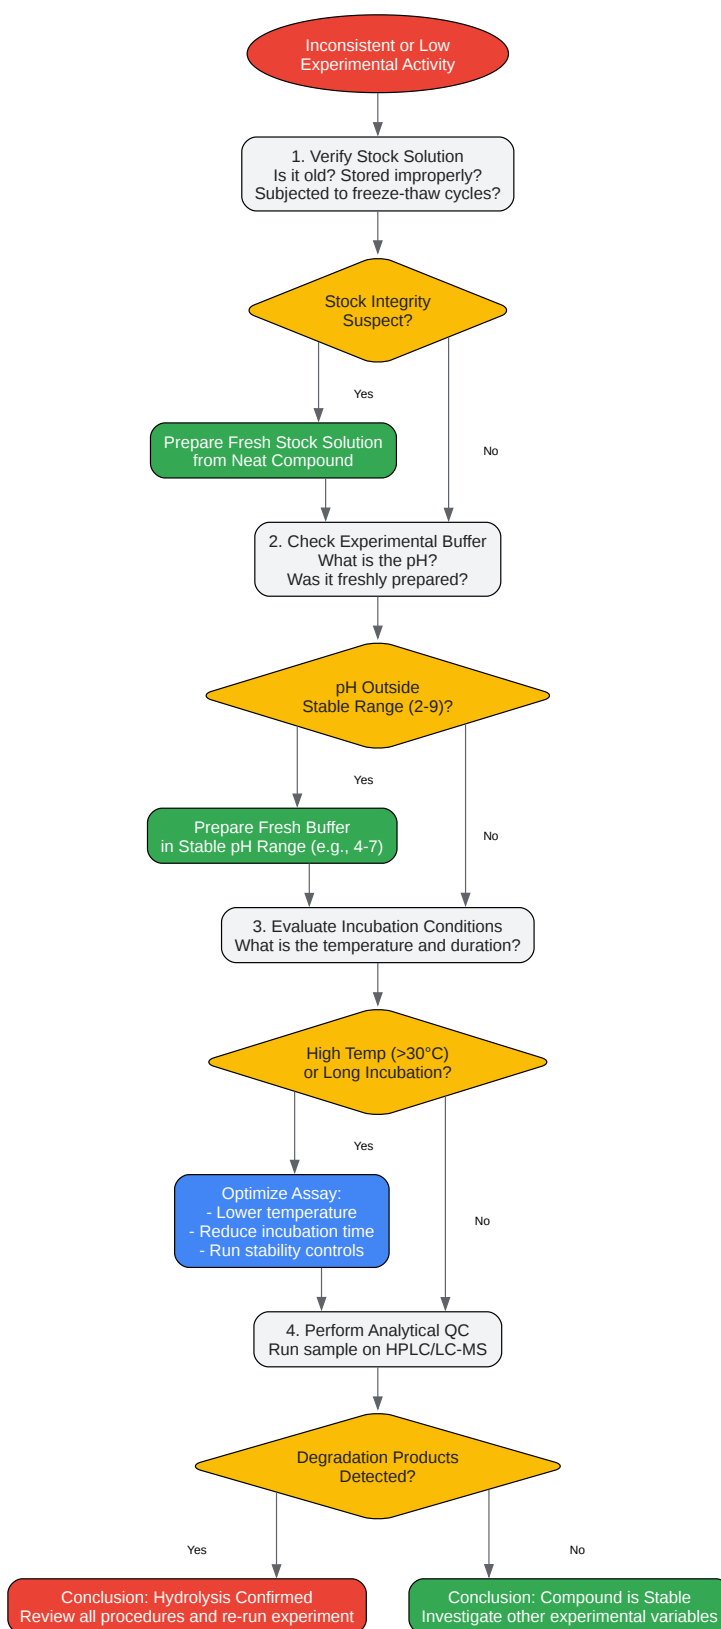 Inconsistent or Low
Experimental Activity
1. Verify Stock Solution
Is it old? Stored improperly?
Subjected to freeze-thaw cycles?
Stock Integrity
Suspect?
Yes
Prepare Fresh Stock Solution
from Neat Compound
No
2. Check Experimental Buffer
What is the pH?
Was it freshly prepared?
pH Outside
Stable Range (2-9)?
Yes
Prepare Fresh Buffer
in Stable pH Range (e.g., 4-7)
No
3. Evaluate Incubation Conditions
What is the temperature and duration?
High Temp (>30°C)
or Long Incubation?
Yes
Optimize Assay:
- Lower temperature
- Reduce incubation time
- Run stability controls
No
4. Perform Analytical QC
Run sample on HPLC/LC-MS
Degradation Products
Detected?
Yes
No
Conclusion: Hydrolysis Confirmed
Review all procedures and re-run experiment
Conclusion: Compound is Stable
Investigate other experimental variables